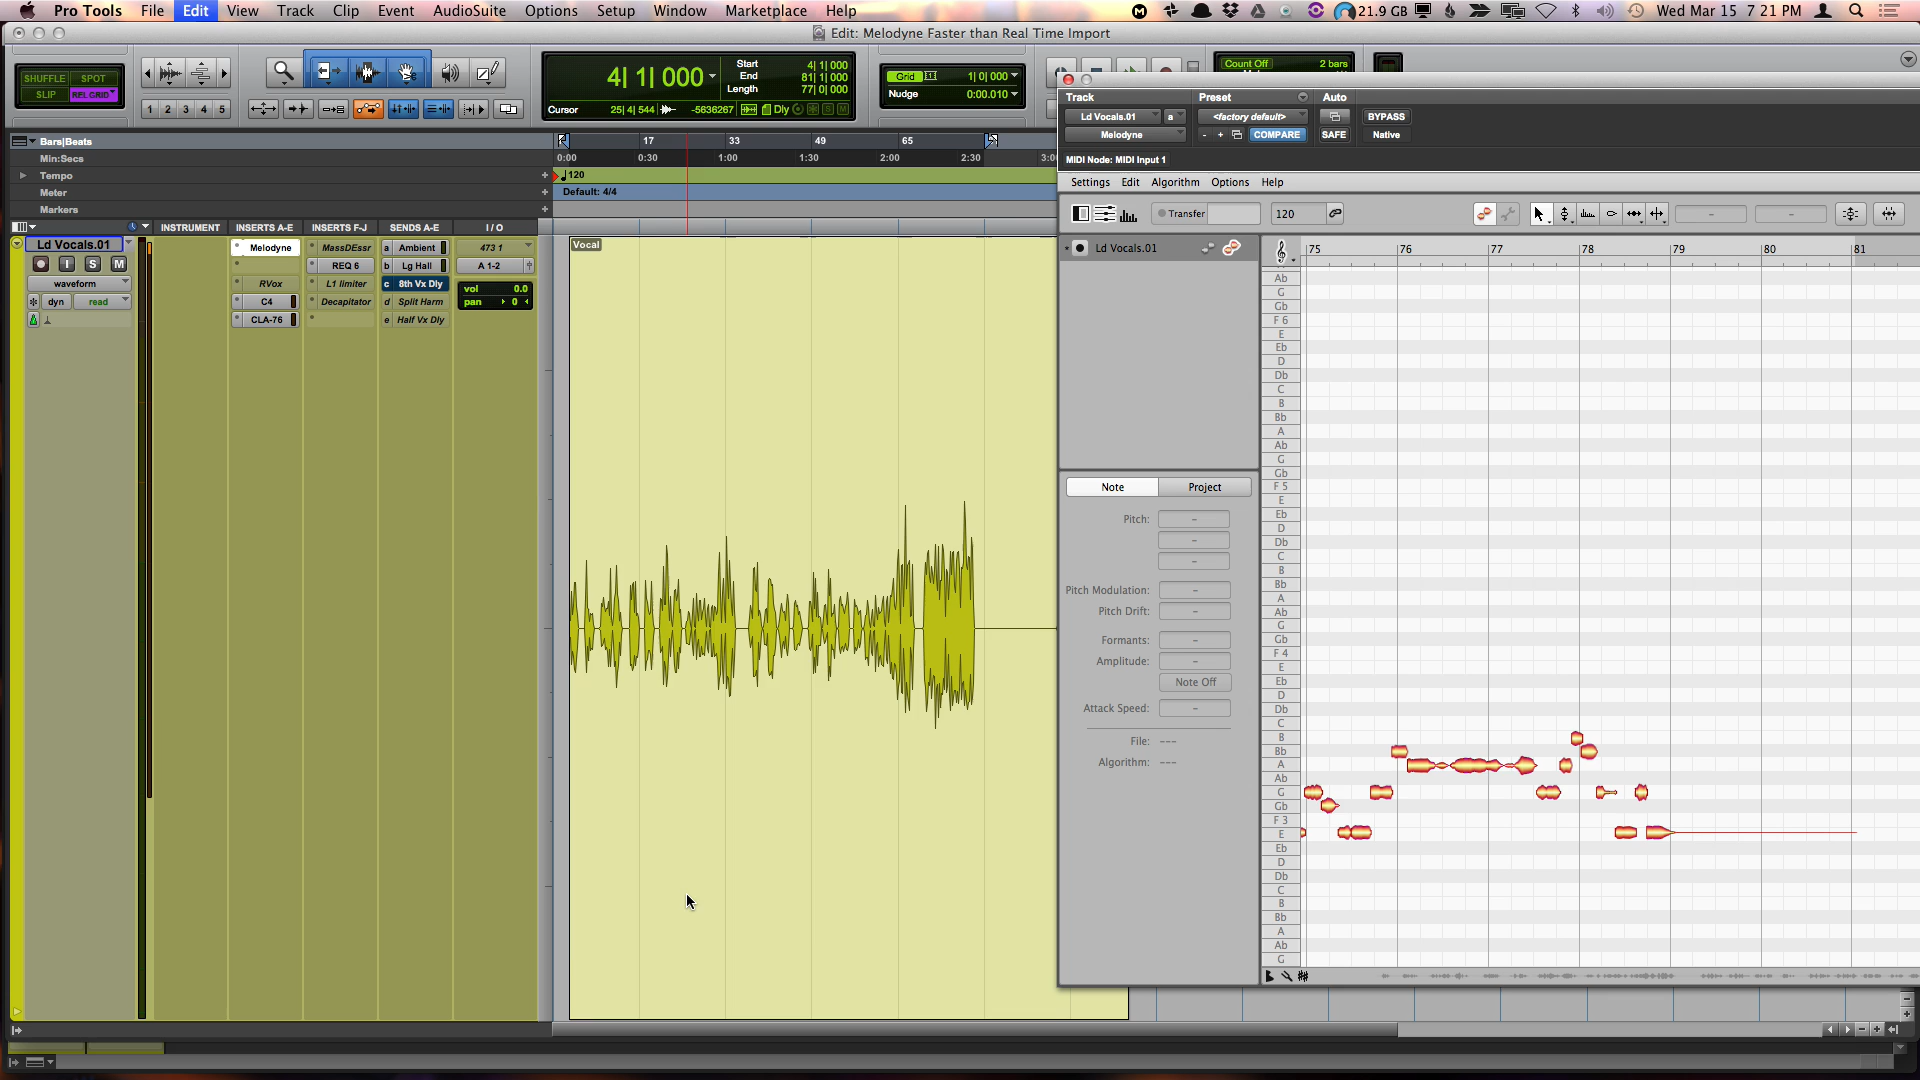 Pro Tools File Edit View Track Clip Event AudioSuite Options Setup Window Marketplace Help 21.9 GB Wed Mar 15 7 21 PM
Edit: Melodyne Faster than Real Time Import
SHUFFLE SPOT
SLIP REL GRID
1 2 3 4 5
4| 1| 000
Start 4| 1| 000
End 81| 1| 000
Length 77| 0| 000
Cursor 25| 4| 544 -5636267 Dly
Grid 1| 0| 000
Nudge 0:00.010
Count Off 2 bars
Track Preset Auto
Ld Vocals.01 a <factory default> BYPASS
Melodyne - + COMPARE SAFE Native
MIDI Node: MIDI Input 1
Settings Edit Algorithm Options Help
Transfer 120 - -
Bars|Beats 17 33 49 65
Min:Secs 0:00 0:30 1:00 1:30 2:00 2:30 3:00
Tempo + 120
Meter + Default: 4/4
Markers +
INSTRUMENT INSERTS A-E INSERTS F-J SENDS A-E I / O
Ld Vocals.01
I S M
waveform
dyn read
Melodyne
RVox
C4
CLA-76
MassDEssr
REQ 6
L1 limiter
Decapitator
a Ambient
b Lg Hall
c 8th Vx Dly
d Split Harm
e Half Vx Dly
473 1
A 1-2
vol 0.0
pan 0
Vocal
Ld Vocals.01
75 76 77 78 79 80 81
Note Project
Pitch: -
-
-
Pitch Modulation: -
Pitch Drift: -
Formants: -
Amplitude: -
Note Off
Attack Speed: -
File: ---
Algorithm: ---
Ab
G
Gb
F 6
E
Eb
D
Db
C
B
Bb
A
Ab
G
Gb
F 5
E
Eb
D
Db
C
B
Bb
A
Ab
G
Gb
F 4
E
Eb
D
Db
C
B
Bb
A
Ab
G
Gb
F 3
E
Eb
D
Db
C
B
Bb
A
Ab
G